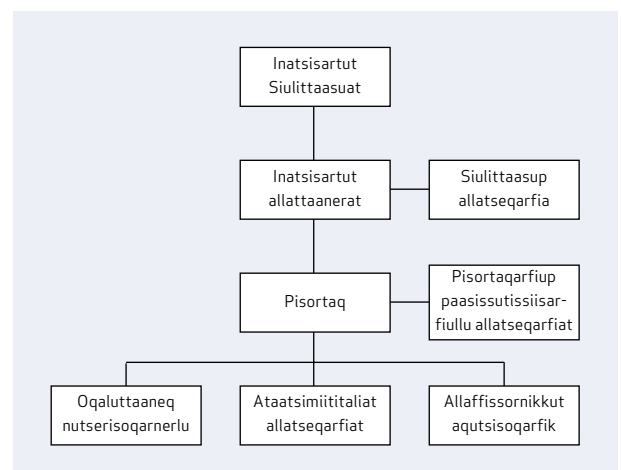 Inatsisartut
Siulittaasuat
Inatsisartut
allattaanerat
Siulittaasup
allatseqarfia
Pisortaq
Pisortaqarfiup
paasissutissiisar-
fiullu allatseqarfiat
Oqaluttaaneq
nutserisoqarnerlu
Ataatsimiititaliat
allatseqarfiat
Allaffissornikkut
aqutsisoqarfik